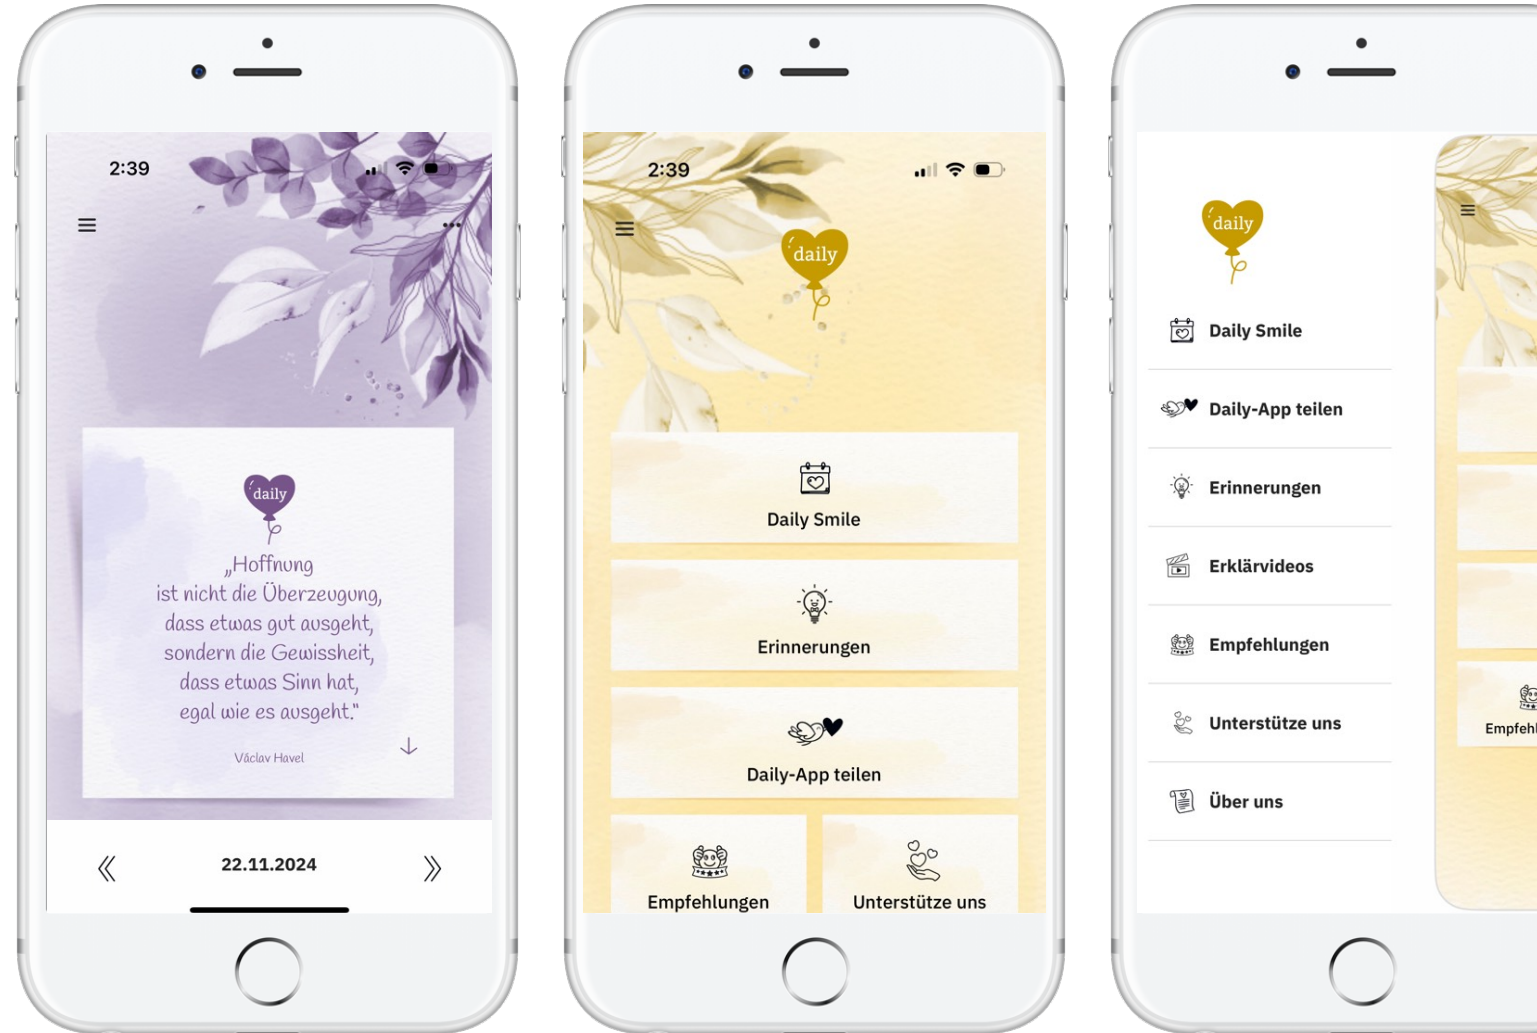 2:39
daily
„Hoffnung
ist nicht die Überzeugung,
dass etwas gut ausgeht,
sondern die Gewissheit,
dass etwas Sinn hat,
egal wie es ausgeht."
Václav Havel
22.11.2024
2:39
daily
Daily Smile
Erinnerungen
Daily-App teilen
Empfehlungen
Unterstütze uns
daily
Daily Smile
Daily-App teilen
Erinnerungen
Erklärvideos
Empfehlungen
Unterstütze uns
Über uns
Empfehl